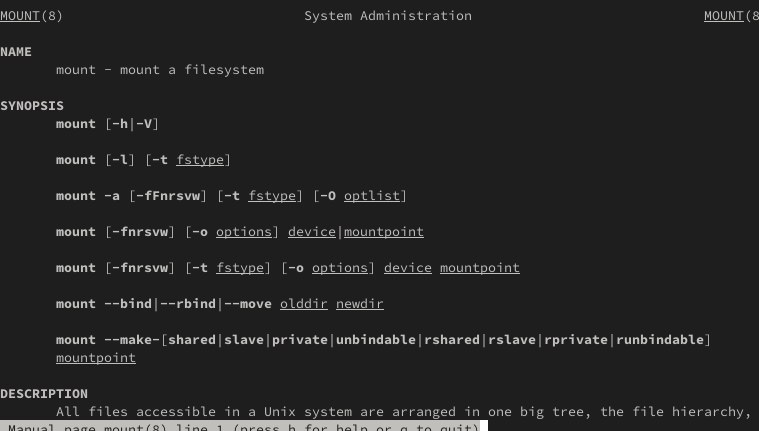 MOUNT(8) System Administration MOUNT(8
NAME
mount - mount a filesystem
SYNOPSIS
mount [-h|-V]
mount [-l] [-t fstype]
mount -a [-fFnrsvw] [-t fstype] [-O optlist]
mount [-fnrsvw] [-o options] device|mountpoint
mount [-fnrsvw] [-t fstype] [-o options] device mountpoint
mount --bind|--rbind|--move olddir newdir
mount --make-[shared|slave|private|unbindable|rshared|rslave|rprivate|runbindable]
mountpoint
DESCRIPTION
All files accessible in a Unix system are arranged in one big tree, the file hierarchy,
Manual page mount(8) line 1 (press h for help or q to quit)